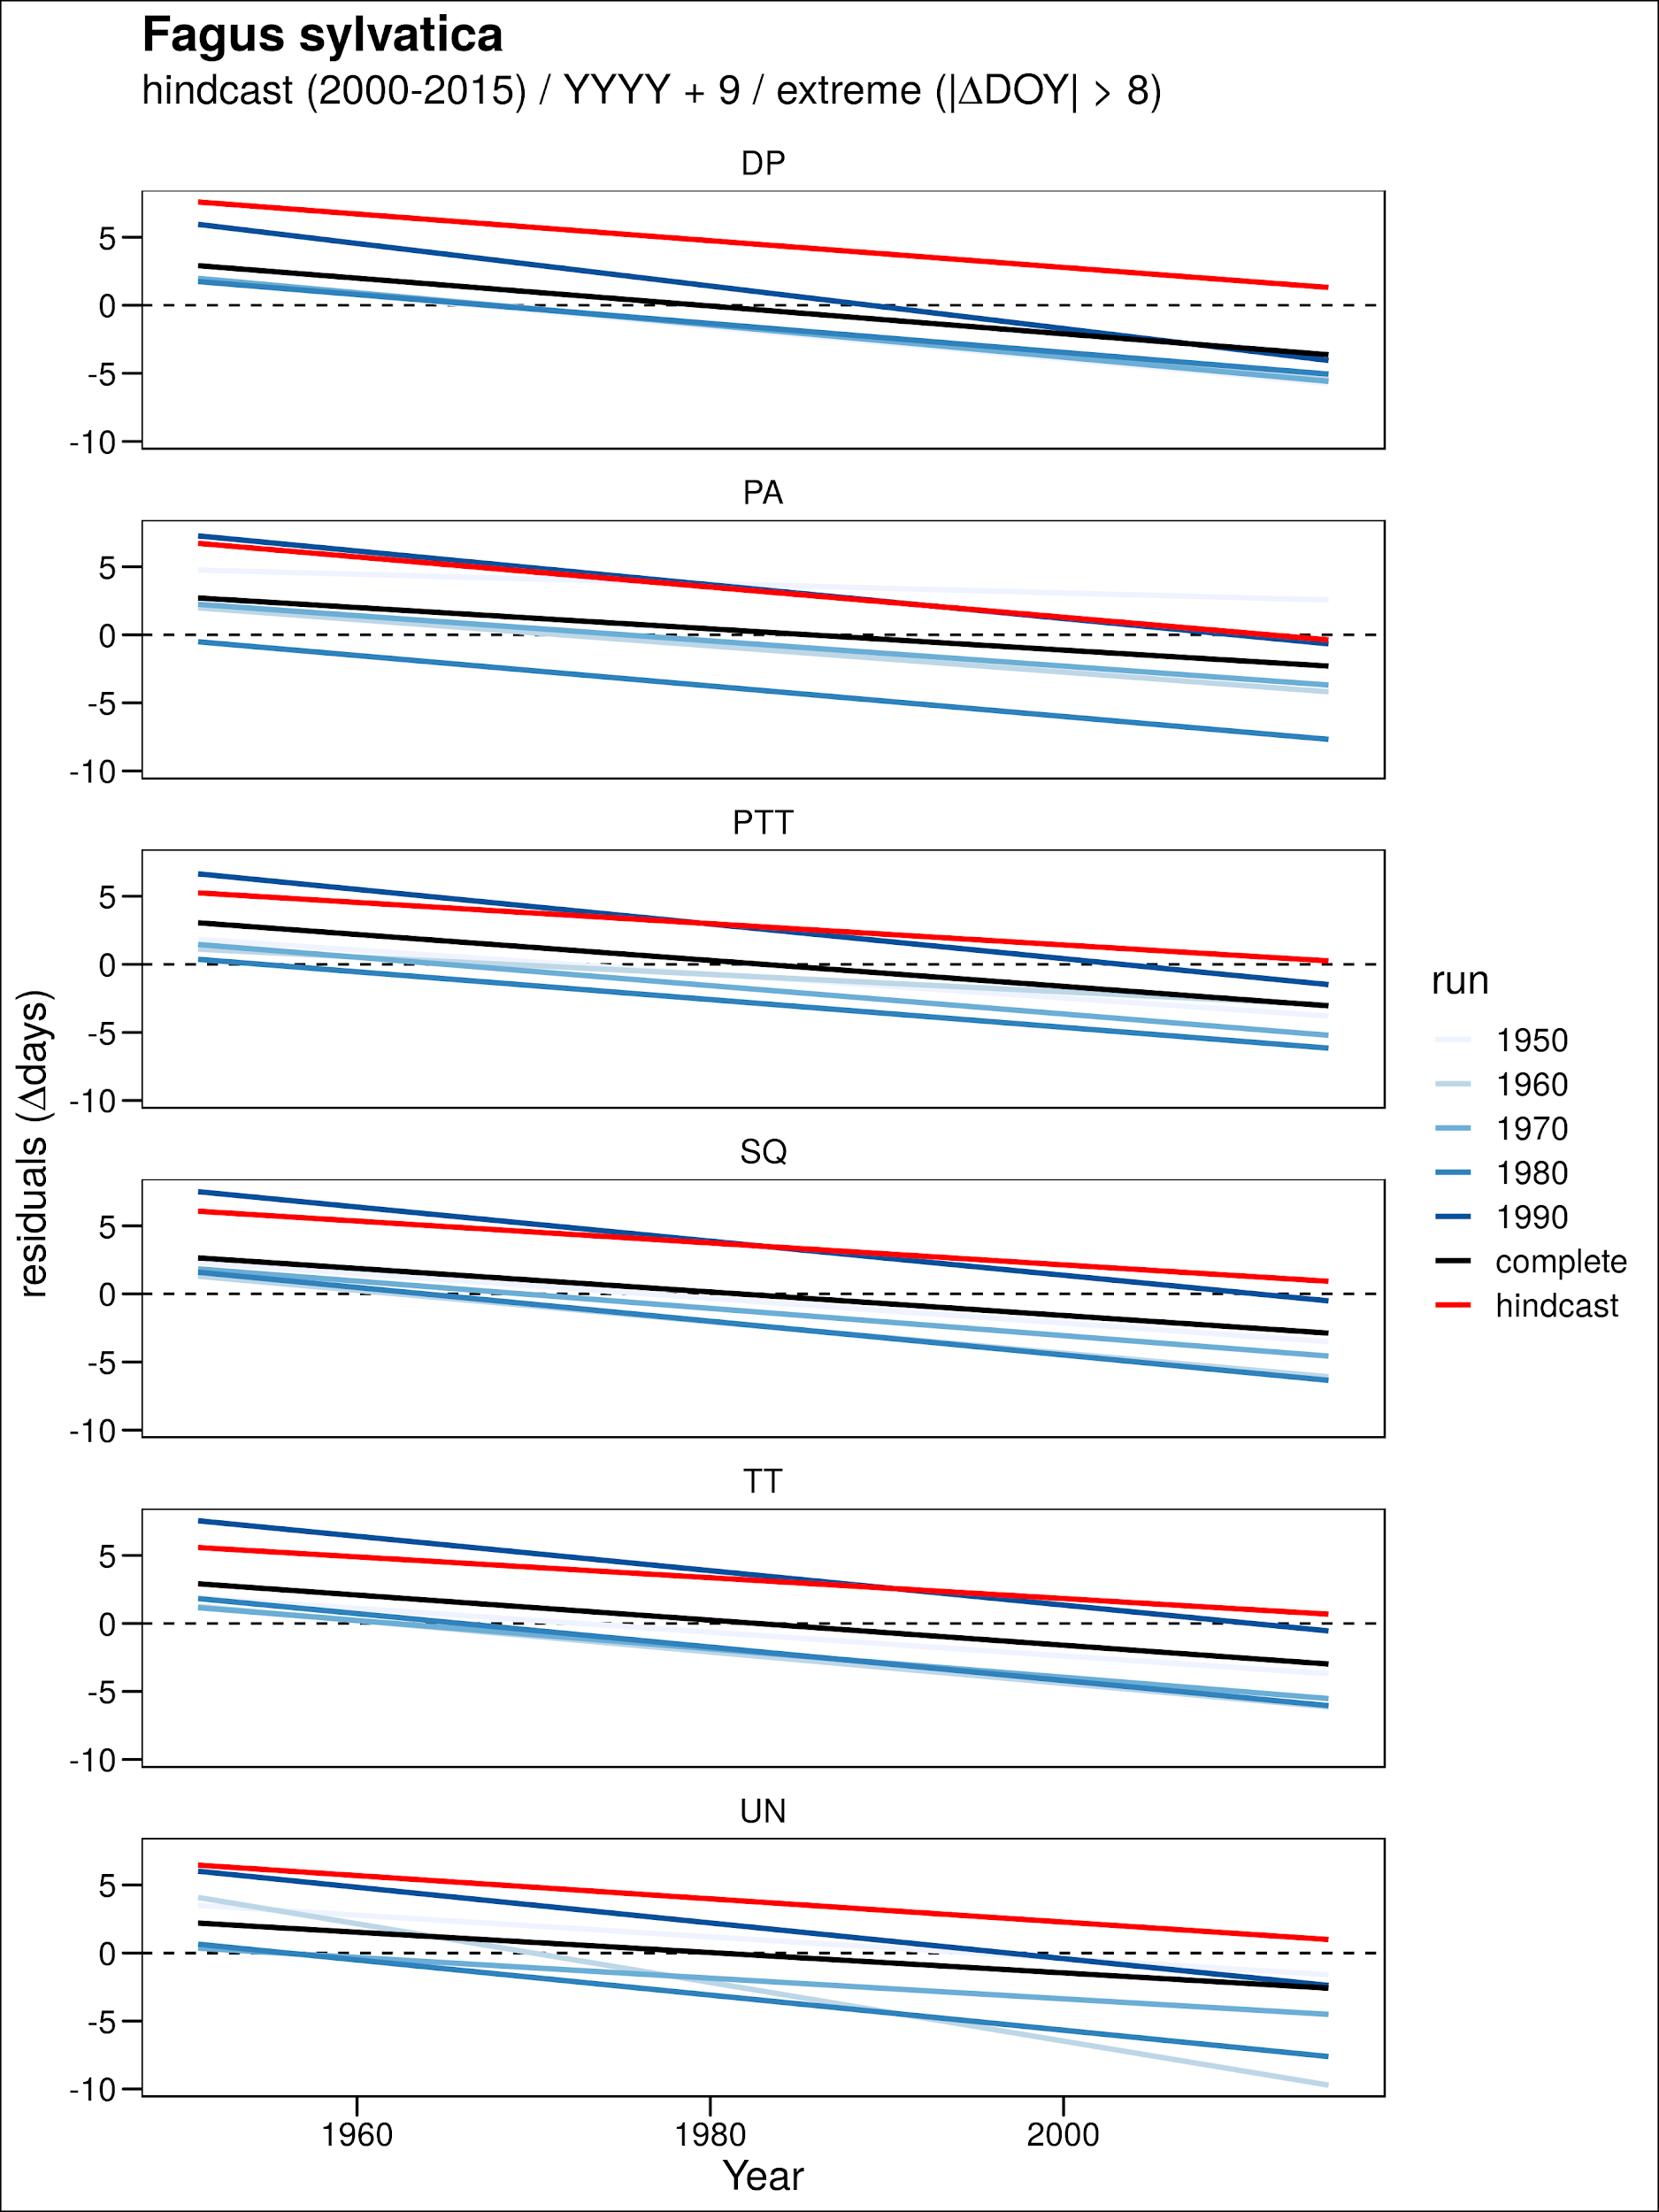 Fagus sylvatica
hindcast (2000-2015) / YYYY + 9 / extreme (|ΔDOY| > 8)
DP
5
0
-5
-10
PA
5
0
-5
-10
PTT
5
0
-5
-10
SQ
5
0
-5
-10
TT
5
0
-5
-10
UN
5
0
-5
-10
1960 1980 2000
Year
residuals (Δdays)
run
1950
1960
1970
1980
1990
complete
hindcast